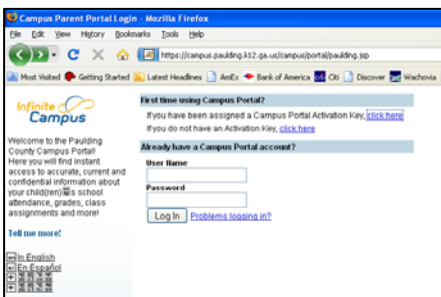 Campus Parent Portal Login - Mozilla Firefox
File Edit View History Bookmarks Tools Help
https://campus.paulding.k12.ga.us/campus/portal/paulding.jsp
Most Visited Getting Started Latest Headlines AmEx Bank of America Citi Discover Wachovia
Infinite Campus
Welcome to the Paulding
County Campus Portal!
Here you will find instant
access to accurate, current and
confidential information about
your child(ren) s school
attendance, grades, class
assignments and more!
Tell me more!
In English
En Español
First time using Campus Portal?
If you have been assigned a Campus Portal Activation Key, click here
If you do not have an Activation Key, click here
Already have a Campus Portal account?
User Name
Password
Log In Problems logging in?